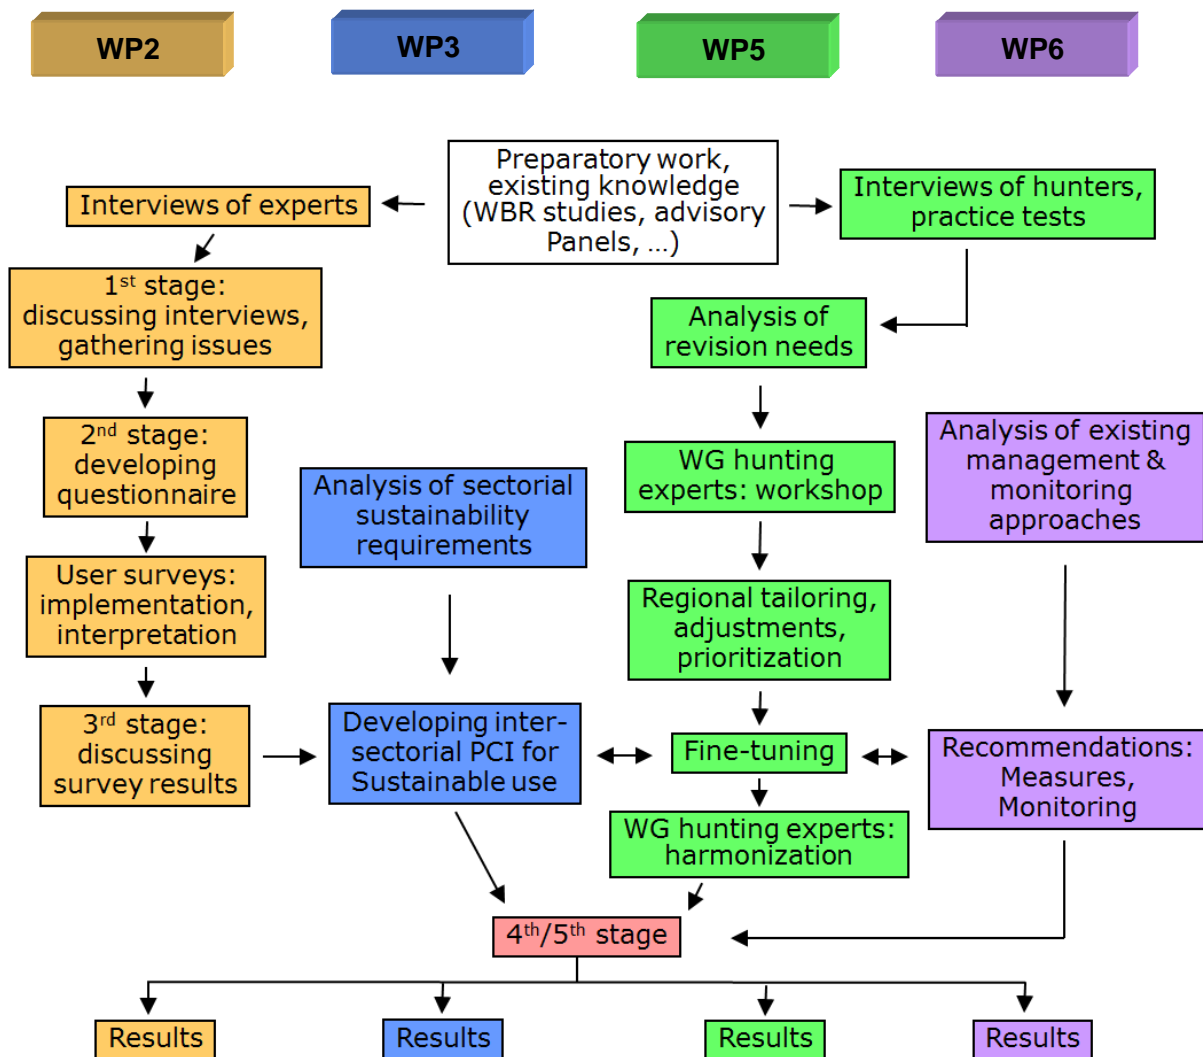 WP2
WP3
WP5
WP6
Preparatory work,
existing knowledge
(WBR studies, advisory
Panels, ...)
Interviews of experts
Interviews of hunters,
practice tests
1st stage:
discussing interviews,
gathering issues
Analysis of
revision needs
2nd stage:
developing
questionnaire
Analysis of sectorial
sustainability
requirements
WG hunting
experts: workshop
Analysis of existing
management &
monitoring
approaches
User surveys:
implementation,
interpretation
Regional tailoring,
adjustments,
prioritization
3rd stage:
discussing
survey results
Developing inter-
sectorial PCI for
Sustainable use
Fine-tuning
Recommendations:
Measures,
Monitoring
WG hunting experts:
harmonization
4th/5th stage
Results
Results
Results
Results